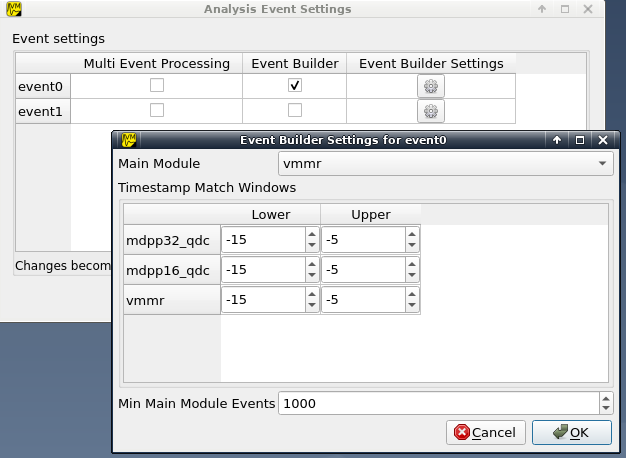 Analysis Event Settings
Event settings
Multi Event Processing Event Builder Event Builder Settings
event0
event1
Changes becom
Event Builder Settings for event0
Main Module vmmr
Timestamp Match Windows
Lower Upper
mdpp32_qdc -15 -5
mdpp16_qdc -15 -5
vmmr -15 -5
Min Main Module Events 1000
Cancel OK